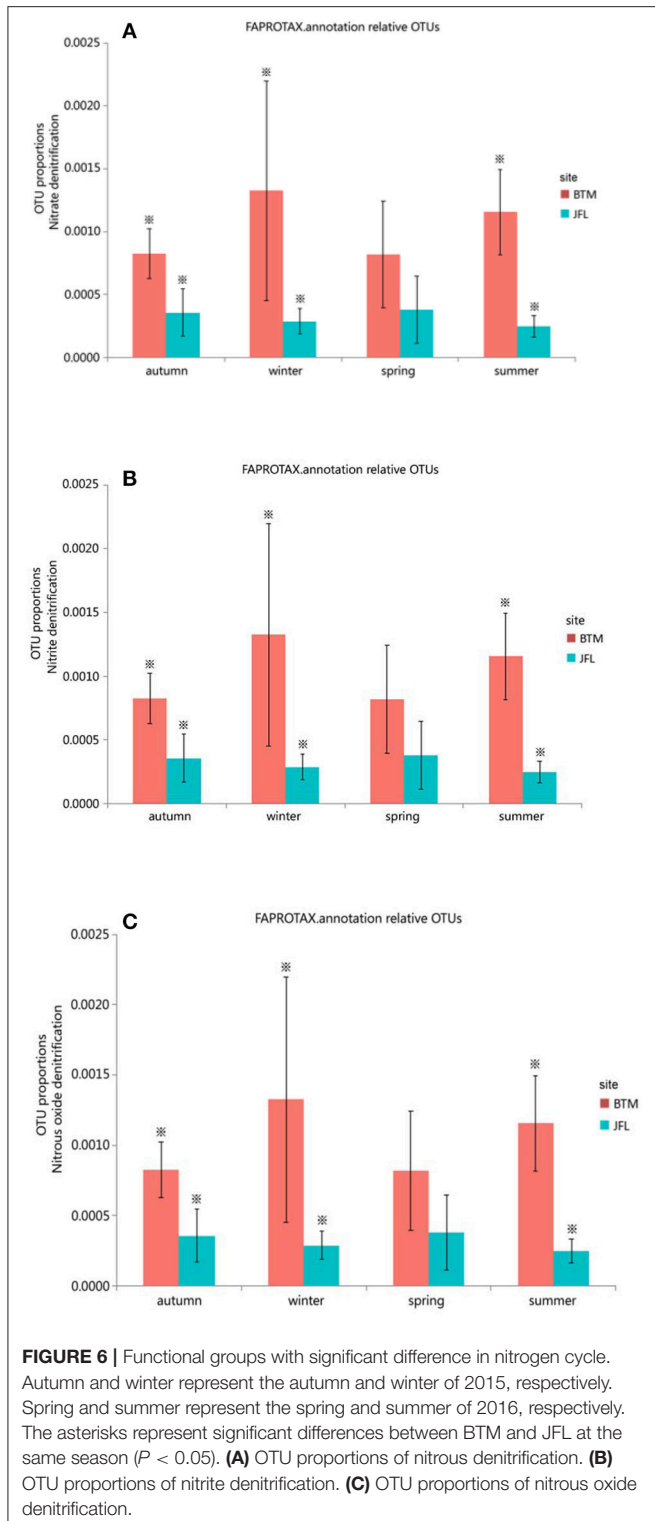 A
FAPROTAX.annotation relative OTUs
OTU proportions
Nitrate denitrification
0.0025
0.0020
0.0015
0.0010
0.0005
0.0000
※
※
※
※
※
※
autumn
winter
spring
summer
site
BTM
JFL
B
FAPROTAX.annotation relative OTUs
OTU proportions
Nitrite denitrification
0.0025
0.0020
0.0015
0.0010
0.0005
0.0000
※
※
※
※
※
※
autumn
winter
spring
summer
site
BTM
JFL
C
FAPROTAX.annotation relative OTUs
OTU proportions
Nitrous oxide denitrification
0.0025
0.0020
0.0015
0.0010
0.0005
0.0000
※
※
※
※
※
※
autumn
winter
spring
summer
site
BTM
JFL
FIGURE 6 | Functional groups with significant difference in nitrogen cycle.
Autumn and winter represent the autumn and winter of 2015, respectively.
Spring and summer represent the spring and summer of 2016, respectively.
The asterisks represent significant differences between BTM and JFL at the
same season (P < 0.05). (A) OTU proportions of nitrous denitrification. (B)
OTU proportions of nitrite denitrification. (C) OTU proportions of nitrous oxide
denitrification.